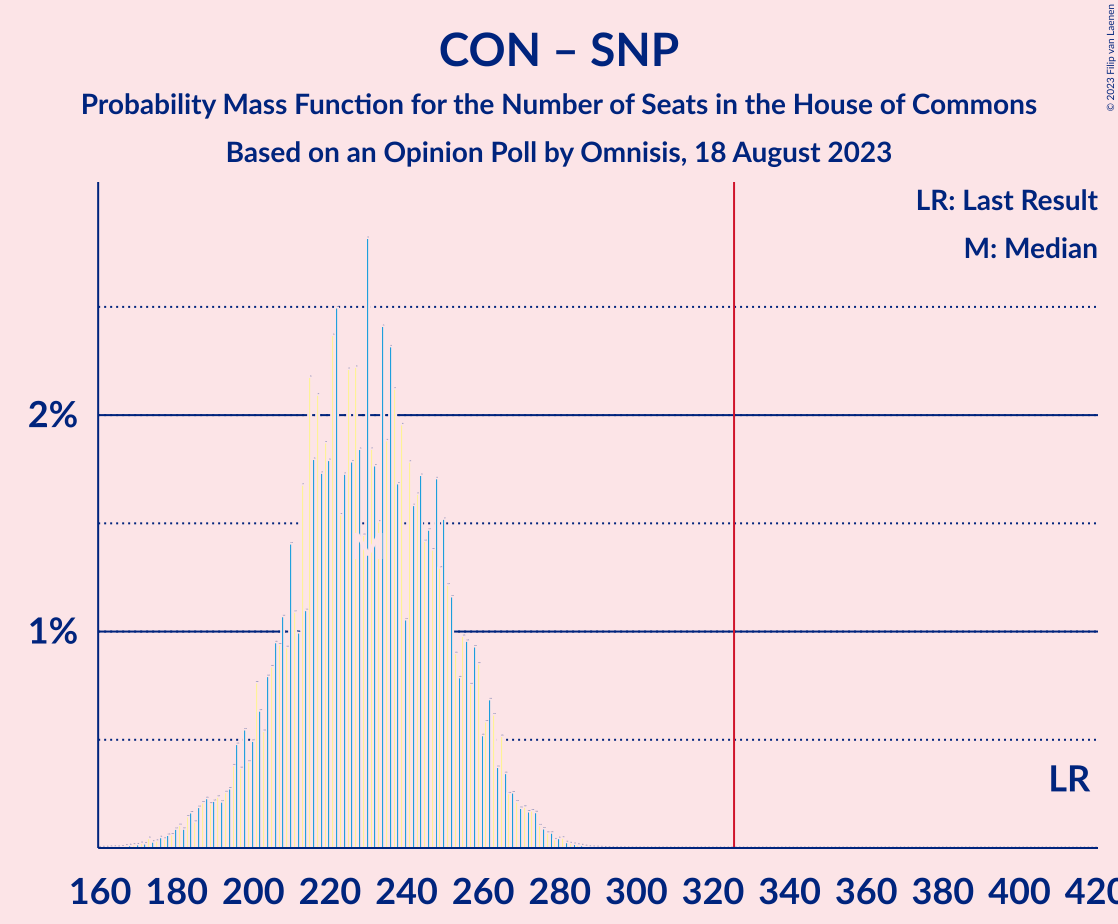 CON – SNP
Probability Mass Function for the Number of Seats in the House of Commons
Based on an Opinion Poll by Omnisis, 18 August 2023
© 2023 Filip van Laenen
LR: Last Result
M: Median
2%
1%
LR
160 180 200 220 240 260 280 300 320 340 360 380 400 420